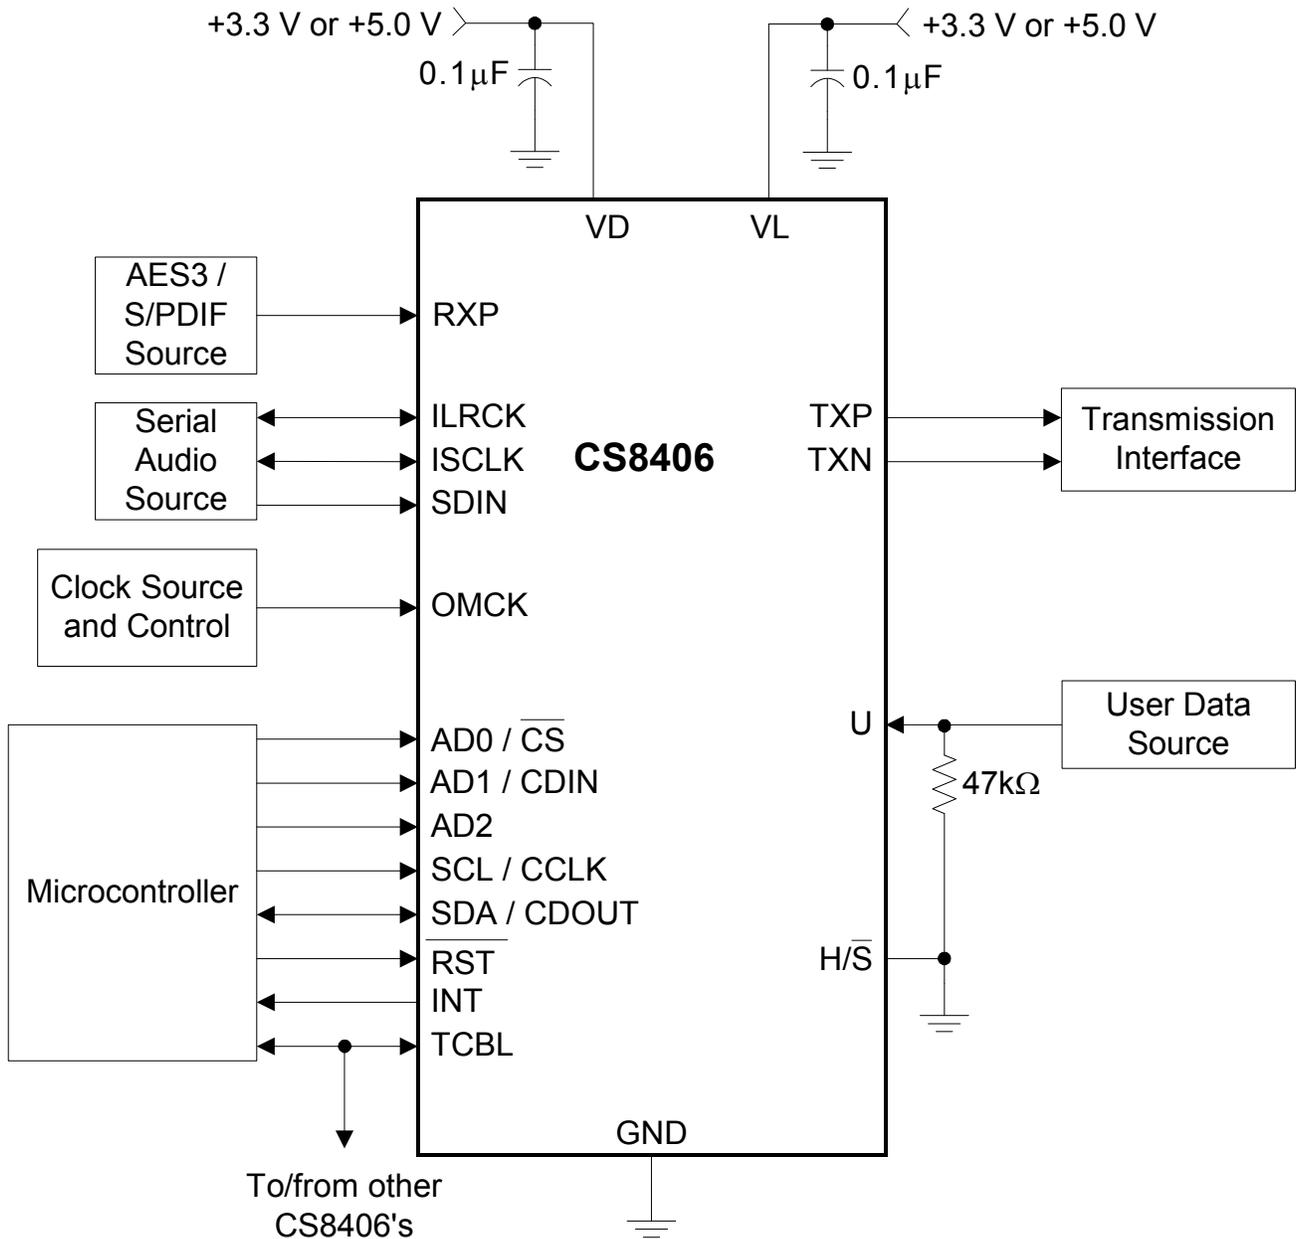 +3.3 V or +5.0 V
+3.3 V or +5.0 V
0.1µF
0.1µF
VD
VL
AES3 /
S/PDIF
Source
RXP
Serial
Audio
Source
ILRCK
ISCLK
SDIN
CS8406
TXP
TXN
Transmission
Interface
Clock Source
and Control
OMCK
U
User Data
Source
47kΩ
Microcontroller
AD0 / C̅S̅
AD1 / CDIN
AD2
SCL / CCLK
SDA / CDOUT
R̅S̅T̅
INT
TCBL
H/S̅
GND
To/from other
CS8406's